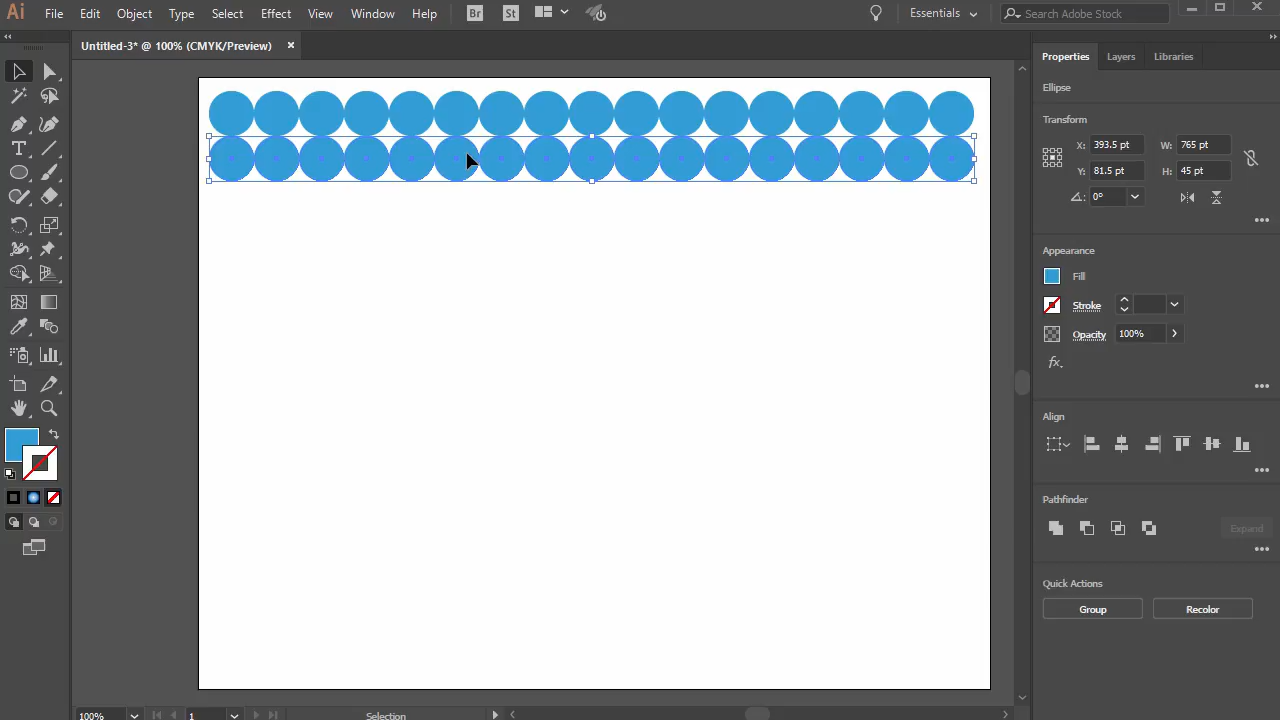 Ai File Edit Object Type Select Effect View Window Help Br St Essentials Search Adobe Stock
Untitled-3* @ 100% (CMYK/Preview) ×
Properties Layers Libraries
Ellipse
Transform
X: 393.5 pt W: 765 pt
Y: 81.5 pt H: 45 pt
0°
Appearance
Fill
Stroke
Opacity 100%
fx.
Align
Pathfinder
Expand
Quick Actions
Group Recolor
100% 1 Selection